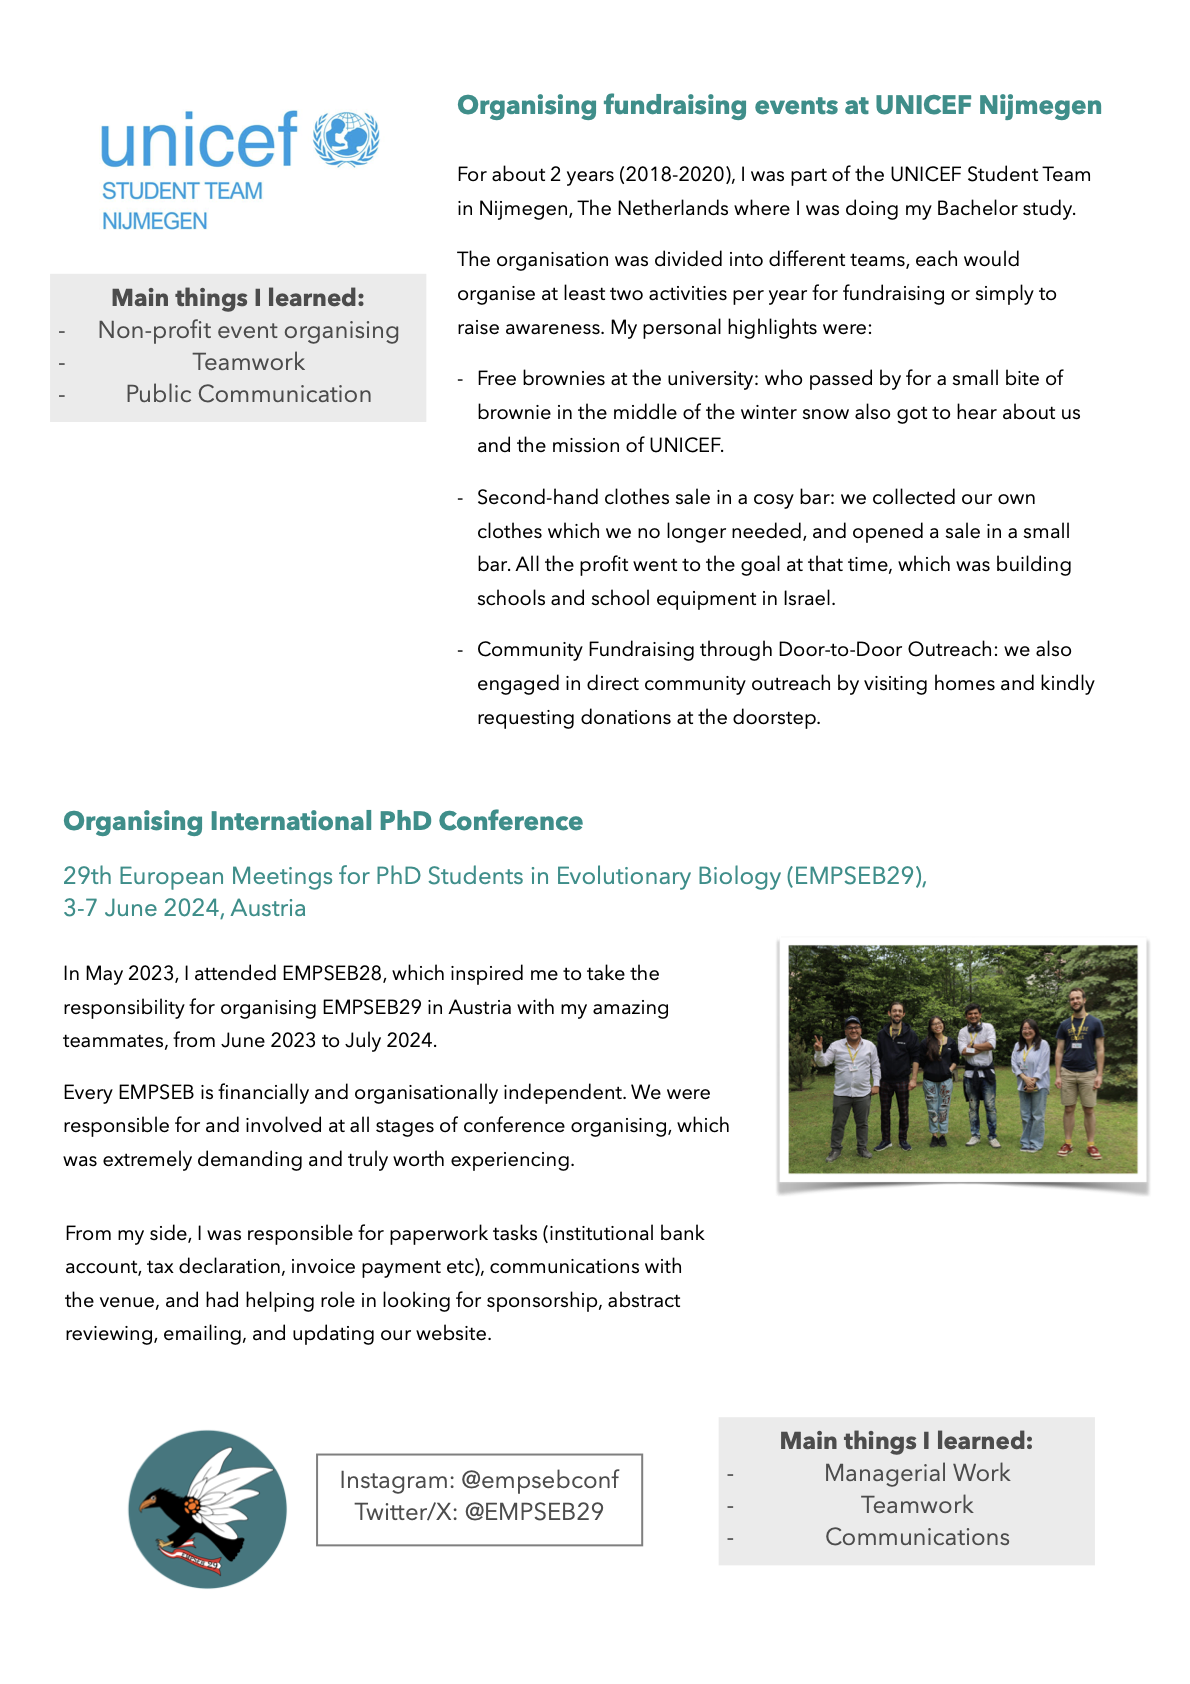 unicef
STUDENT TEAM
NIJMEGEN
Main things I learned:
- Non-profit event organising
- Teamwork
- Public Communication
Organising fundraising events at UNICEF Nijmegen
For about 2 years (2018-2020), I was part of the UNICEF Student Team
in Nijmegen, The Netherlands where I was doing my Bachelor study.
The organisation was divided into different teams, each would
organise at least two activities per year for fundraising or simply to
raise awareness. My personal highlights were:
- Free brownies at the university: who passed by for a small bite of
brownie in the middle of the winter snow also got to hear about us
and the mission of UNICEF.
- Second-hand clothes sale in a cosy bar: we collected our own
clothes which we no longer needed, and opened a sale in a small
bar. All the profit went to the goal at that time, which was building
schools and school equipment in Israel.
- Community Fundraising through Door-to-Door Outreach: we also
engaged in direct community outreach by visiting homes and kindly
requesting donations at the doorstep.
Organising International PhD Conference
29th European Meetings for PhD Students in Evolutionary Biology (EMPSEB29),
3-7 June 2024, Austria
In May 2023, I attended EMPSEB28, which inspired me to take the
responsibility for organising EMPSEB29 in Austria with my amazing
teammates, from June 2023 to July 2024.
Every EMPSEB is financially and organisationally independent. We were
responsible for and involved at all stages of conference organising, which
was extremely demanding and truly worth experiencing.
From my side, I was responsible for paperwork tasks (institutional bank
account, tax declaration, invoice payment etc), communications with
the venue, and had helping role in looking for sponsorship, abstract
reviewing, emailing, and updating our website.
Instagram: @empsebconf
Twitter/X: @EMPSEB29
Main things I learned:
- Managerial Work
- Teamwork
- Communications